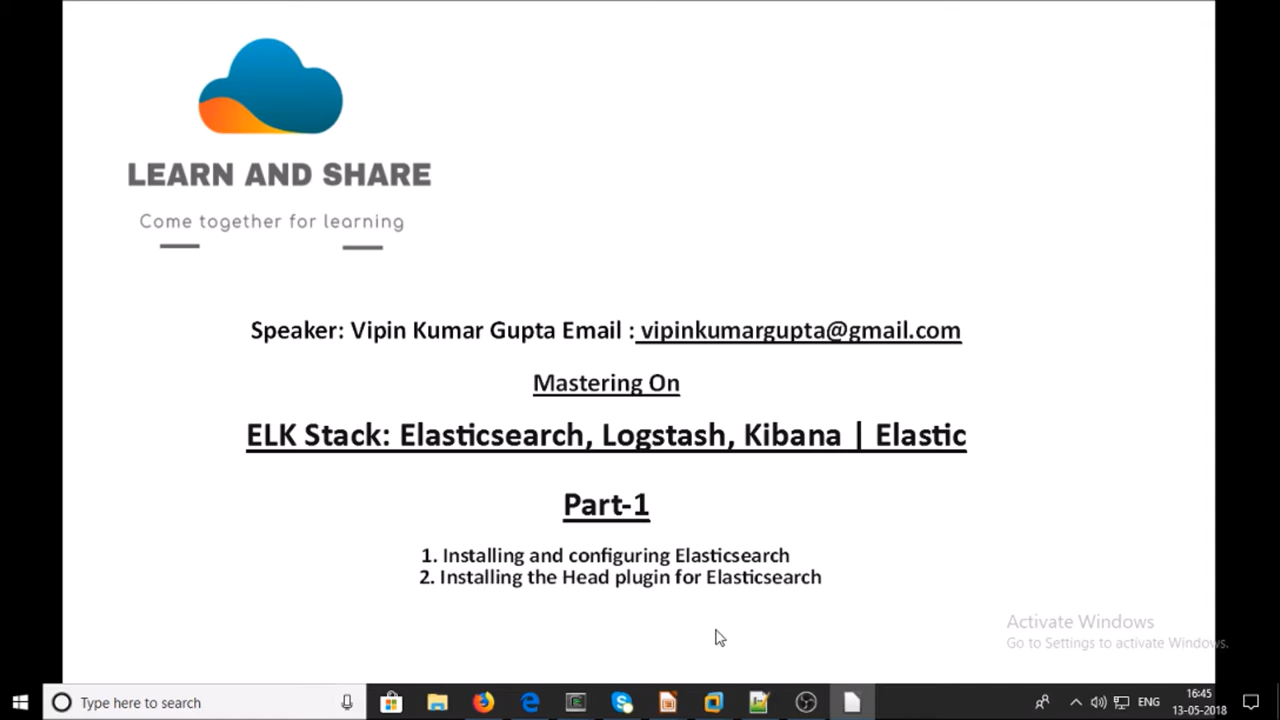 LEARN AND SHARE
Come together for learning
Speaker: Vipin Kumar Gupta Email : vipinkumargupta@gmail.com
Mastering On
ELK Stack: Elasticsearch, Logstash, Kibana | Elastic
Part-1
1. Installing and configuring Elasticsearch
2. Installing the Head plugin for Elasticsearch
Activate Windows
Go to Settings to activate Windows.
Type here to search
ENG
16:45
13-05-2018